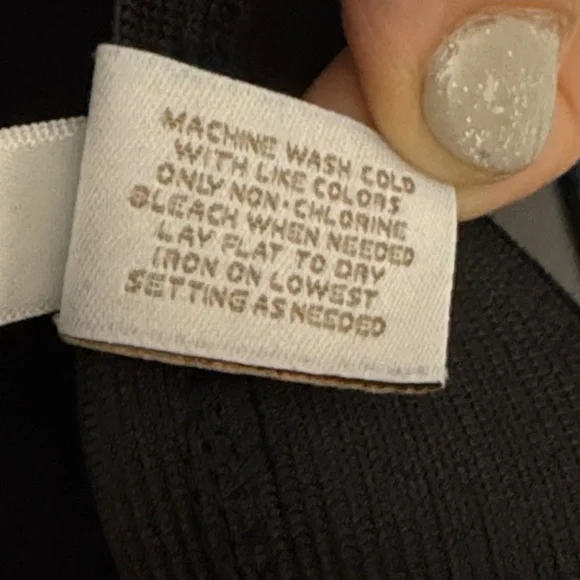 MACHINE WASH COLD
WITH LIKE COLORS
ONLY NON-CHLORINE
BLEACH WHEN NEEDED
LAY FLAT TO DRY
IRON ON LOWEST
SETTING AS NEEDED